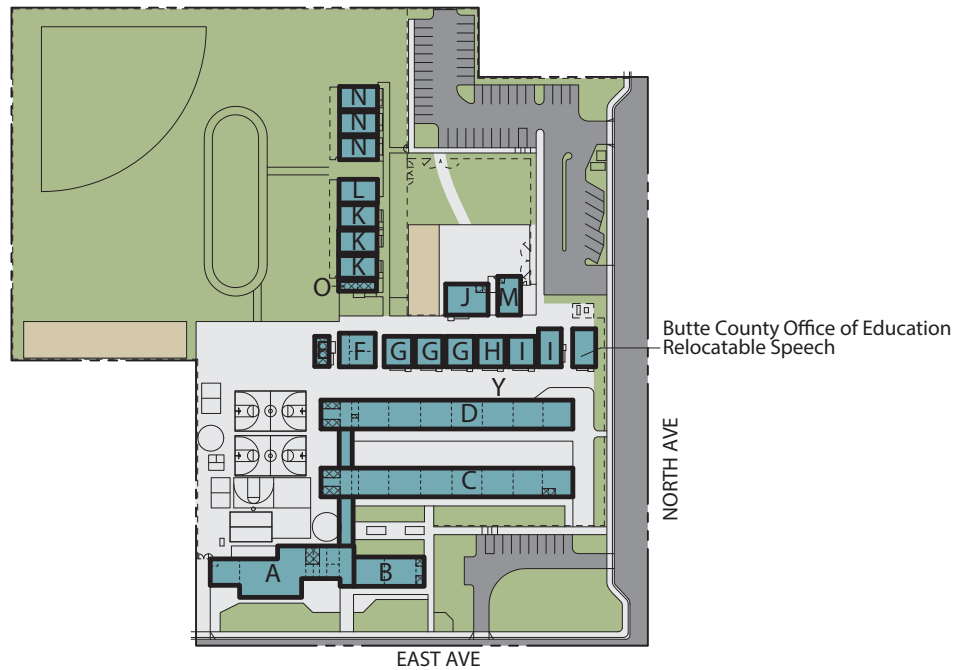 N
N
N
L
K
K
K
O
J
M
F
G
G
G
H
I
I
Butte County Office of Education
Relocatable Speech
Y
D
C
NORTH AVE
A
B
EAST AVE